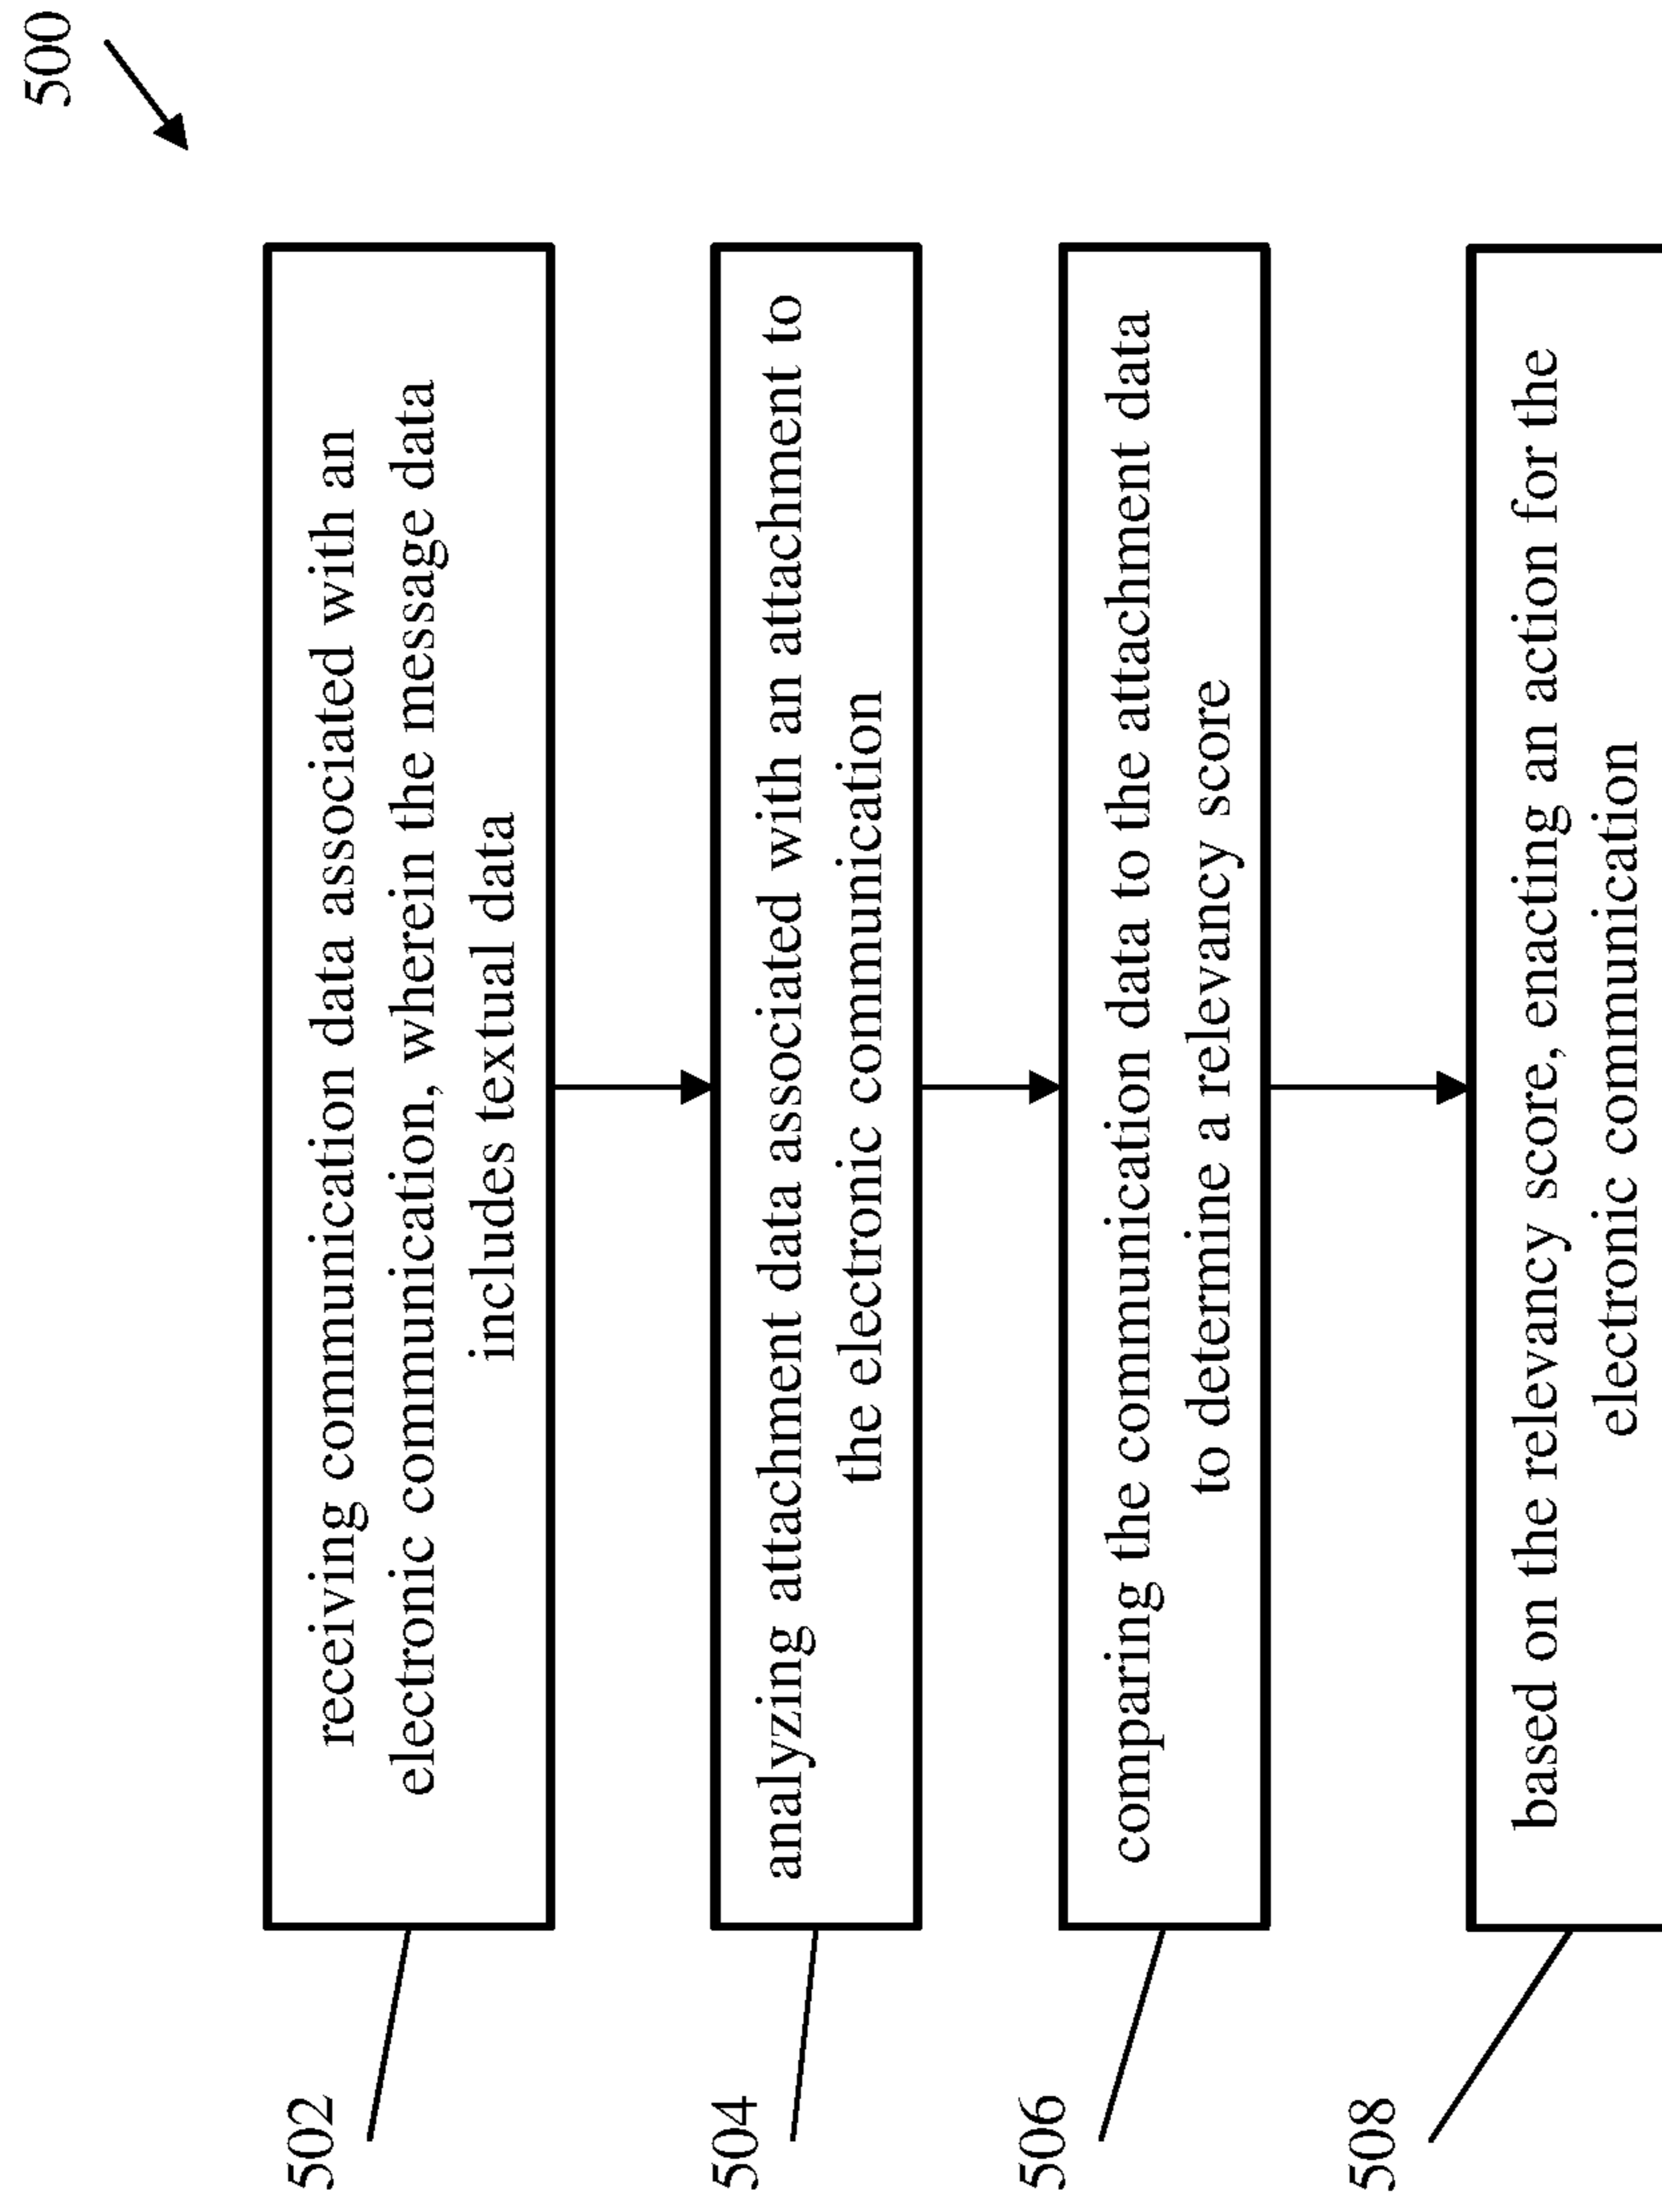 500
502
receiving communication data associated with an
electronic communication, wherein the message data
includes textual data
504
analyzing attachment data associated with an attachment to
the electronic communication
506
comparing the communication data to the attachment data
to determine a relevancy score
508
based on the relevancy score, enacting an action for the
electronic communication